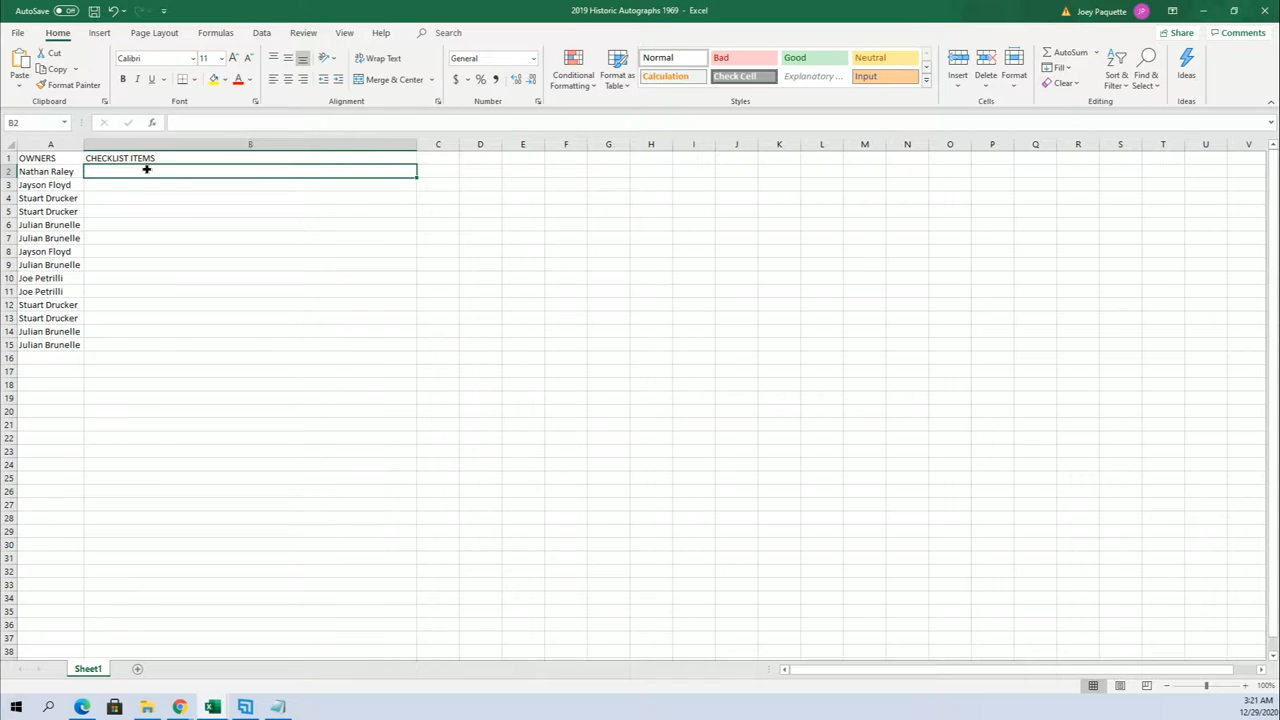 AutoSave Off 2019 Historic Autographs 1969 - Excel Joey Paquette JP
File Home Insert Page Layout Formulas Data Review View Help Search Share Comments
Cut
Copy
Format Painter
Paste
Clipboard
Calibri 11
B I U
Font
Wrap Text
Merge & Center
Alignment
General
$ % ,
Number
Conditional Formatting
Format as Table
Normal Bad Good Neutral
Calculation Check Cell Explanatory ... Input
Styles
Insert Delete Format
Cells
AutoSum
Fill
Clear
Sort & Filter
Find & Select
Editing
Ideas
Ideas
B2 fx
A B C D E F G H I J K L M N O P Q R S T U V
1 OWNERS CHECKLIST ITEMS
2 Nathan Raley
3 Jayson Floyd
4 Stuart Drucker
5 Stuart Drucker
6 Julian Brunelle
7 Julian Brunelle
8 Jayson Floyd
9 Julian Brunelle
10 Joe Petrilli
11 Joe Petrilli
12 Stuart Drucker
13 Stuart Drucker
14 Julian Brunelle
15 Julian Brunelle
16
17
18
19
20
21
22
23
24
25
26
27
28
29
30
31
32
33
34
35
36
37
38
Sheet1
100%
3:21 AM
12/29/2020